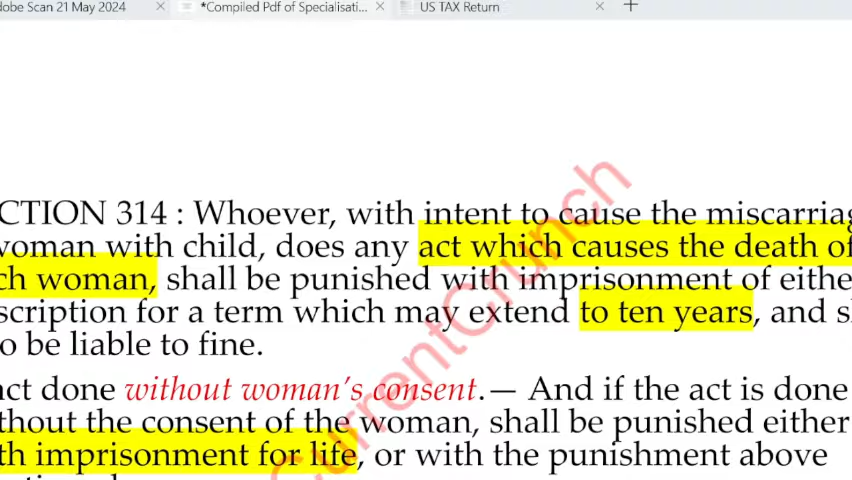 dobe Scan 21 May 2024
*Compiled Pdf of Specialisati...
US TAX Return
CTION 314 : Whoever, with intent to cause the miscarriag
woman with child, does any act which causes the death of
ch woman, shall be punished with imprisonment of eithe
scription for a term which may extend to ten years, and s
o be liable to fine.
act done without woman's consent.— And if the act is done
thout the consent of the woman, shall be punished either
th imprisonment for life, or with the punishment above
CurrentCrunch